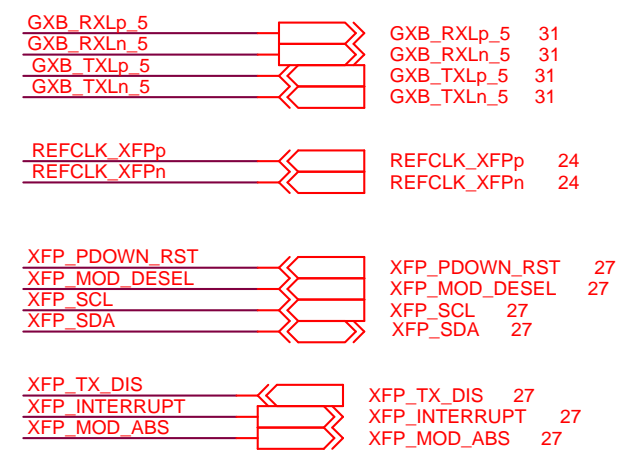 GXB_RXLp_5 GXB_RXLp_5 31
GXB_RXLn_5 GXB_RXLn_5 31
GXB_TXLp_5 GXB_TXLp_5 31
GXB_TXLn_5 GXB_TXLn_5 31
REFCLK_XFPp REFCLK_XFPp 24
REFCLK_XFPn REFCLK_XFPn 24
XFP_PDOWN_RST XFP_PDOWN_RST 27
XFP_MOD_DESEL XFP_MOD_DESEL 27
XFP_SCL XFP_SCL 27
XFP_SDA XFP_SDA 27
XFP_TX_DIS XFP_TX_DIS 27
XFP_INTERRUPT XFP_INTERRUPT 27
XFP_MOD_ABS XFP_MOD_ABS 27